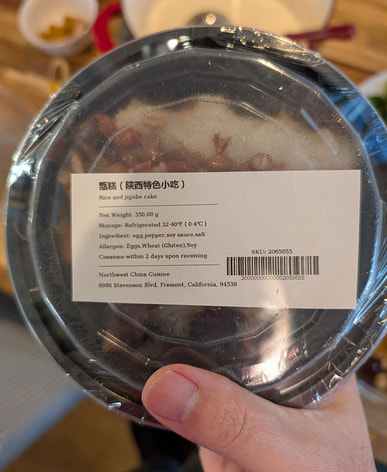 甑糕（陕西特色小吃）
Rice and jujube cake
Net Weight: 350.00 g
Storage: Refrigerated 32-40°F ( 0-4°C )
Ingredient: egg,pepper,soy sauce,salt
Allergen: Eggs,Wheat (Gluten),Soy
Consume within 2 days upon receiving
SKU: 2065655
Northwest China Cuisine
6096 Stevenson Blvd, Fremont, California, 94538